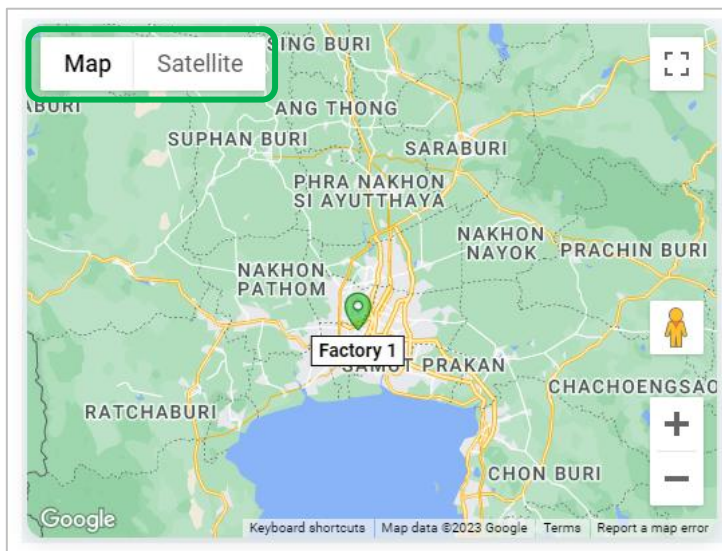 Map Satellite
SING BURI
ABURI
ANG THONG
SUPHAN BURI
SARABURI
PHRA NAKHON
SI AYUTTHAYA
NAKHON
NAYOK
PRACHIN BURI
NAKHON
PATHOM
Factory 1
SAMUT PRAKAN
CHACHOENGSAO
RATCHABURI
CHON BURI
Google
Keyboard shortcuts Map data ©2023 Google Terms Report a map error